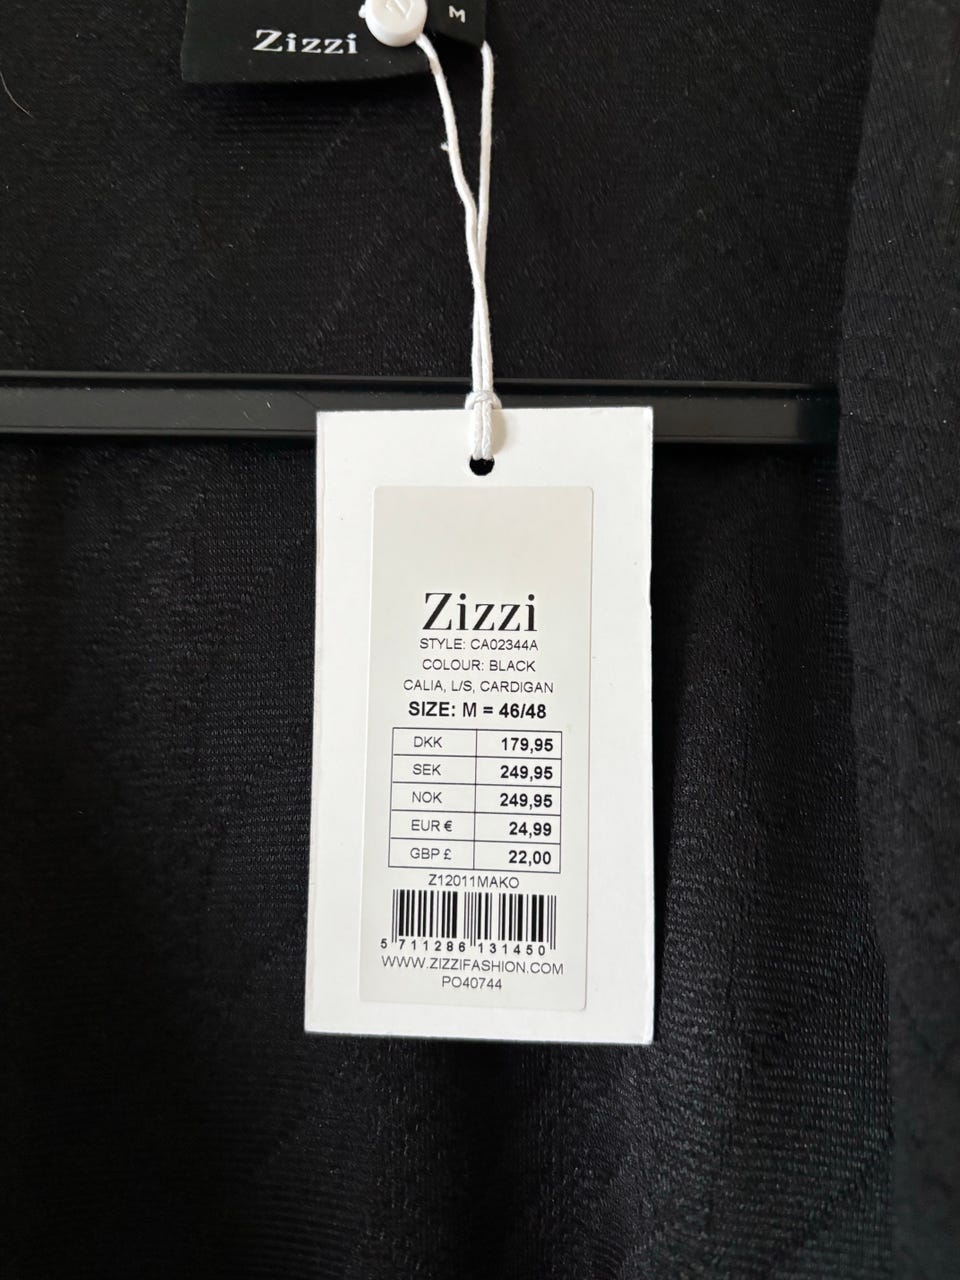 Zizzi
M
Zizzi
STYLE: CA02344A
COLOUR: BLACK
CALIA, L/S, CARDIGAN
SIZE: M = 46/48
DKK 179,95
SEK 249,95
NOK 249,95
EUR € 24,99
GBP £ 22,00
Z12011MAKO
5 711286 131450
WWW.ZIZZIFASHION.COM
PO40744